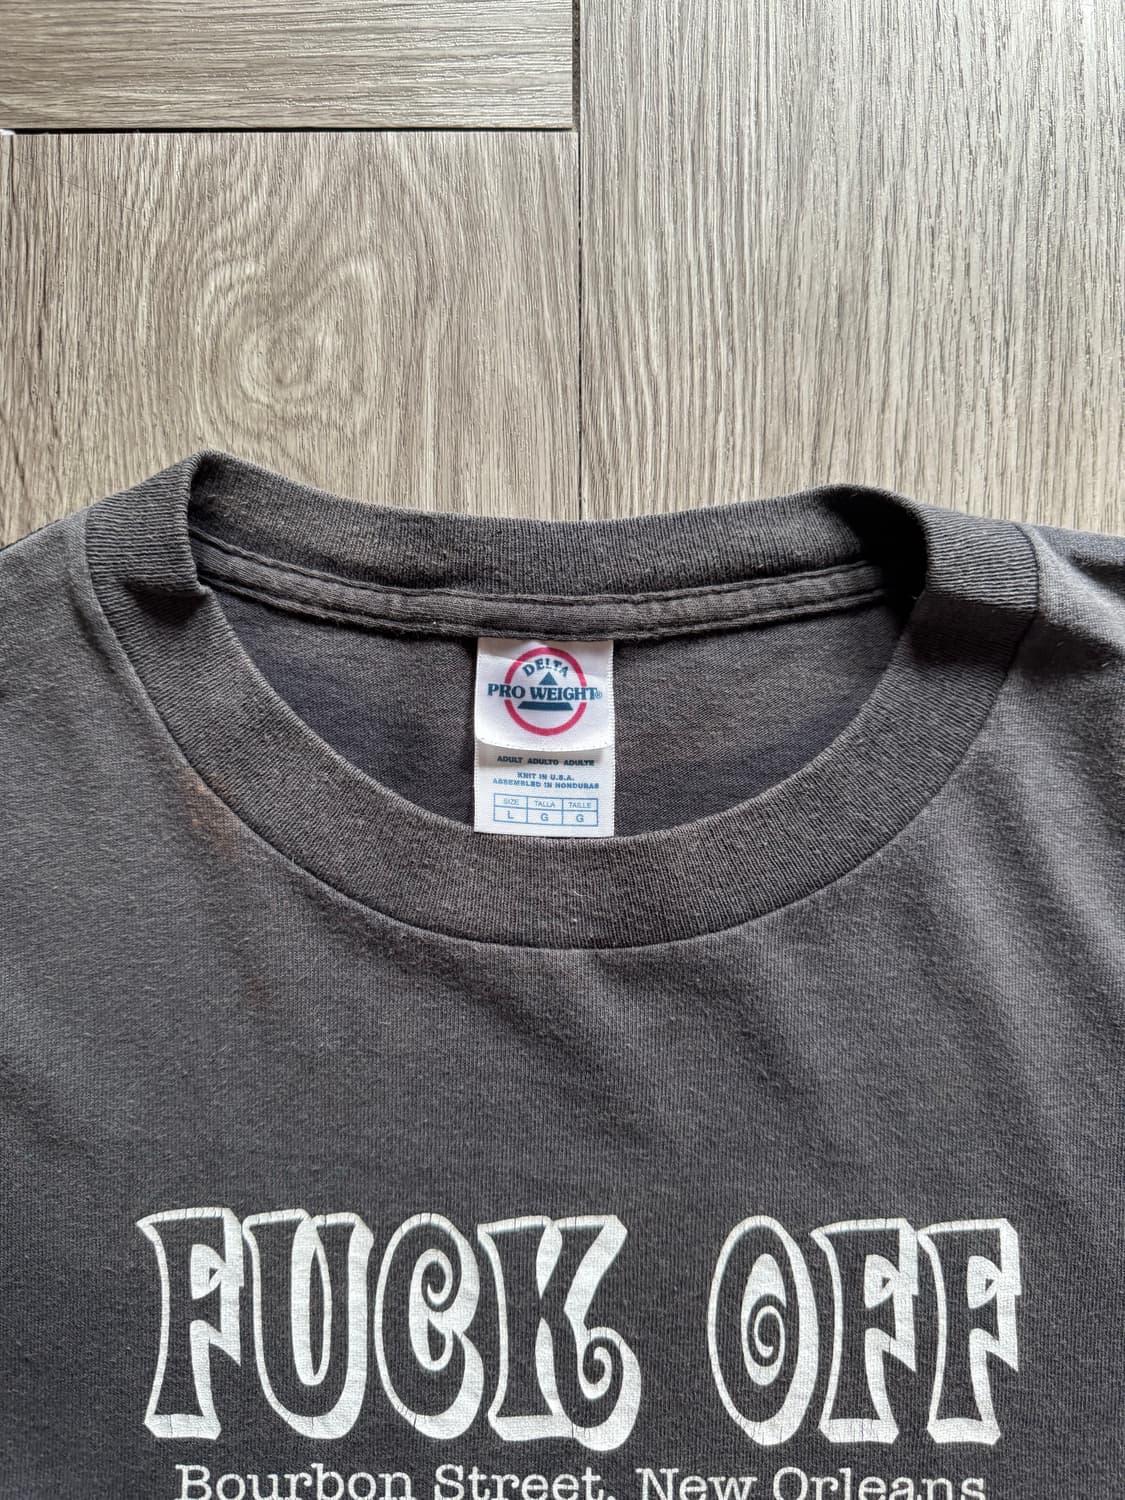 DELTA
PRO WEIGHT®
ADULT ADULTO ADULTE
KNIT IN U.S.A.
ASSEMBLED IN HONDURAS
SIZE TALLA TAILLE
L G G
FUCK OFF
Bourbon Street, New Orleans